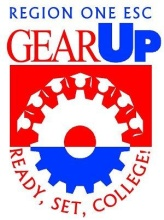 REGION ONE ESC
GEARUP
READY, SET, COLLEGE!